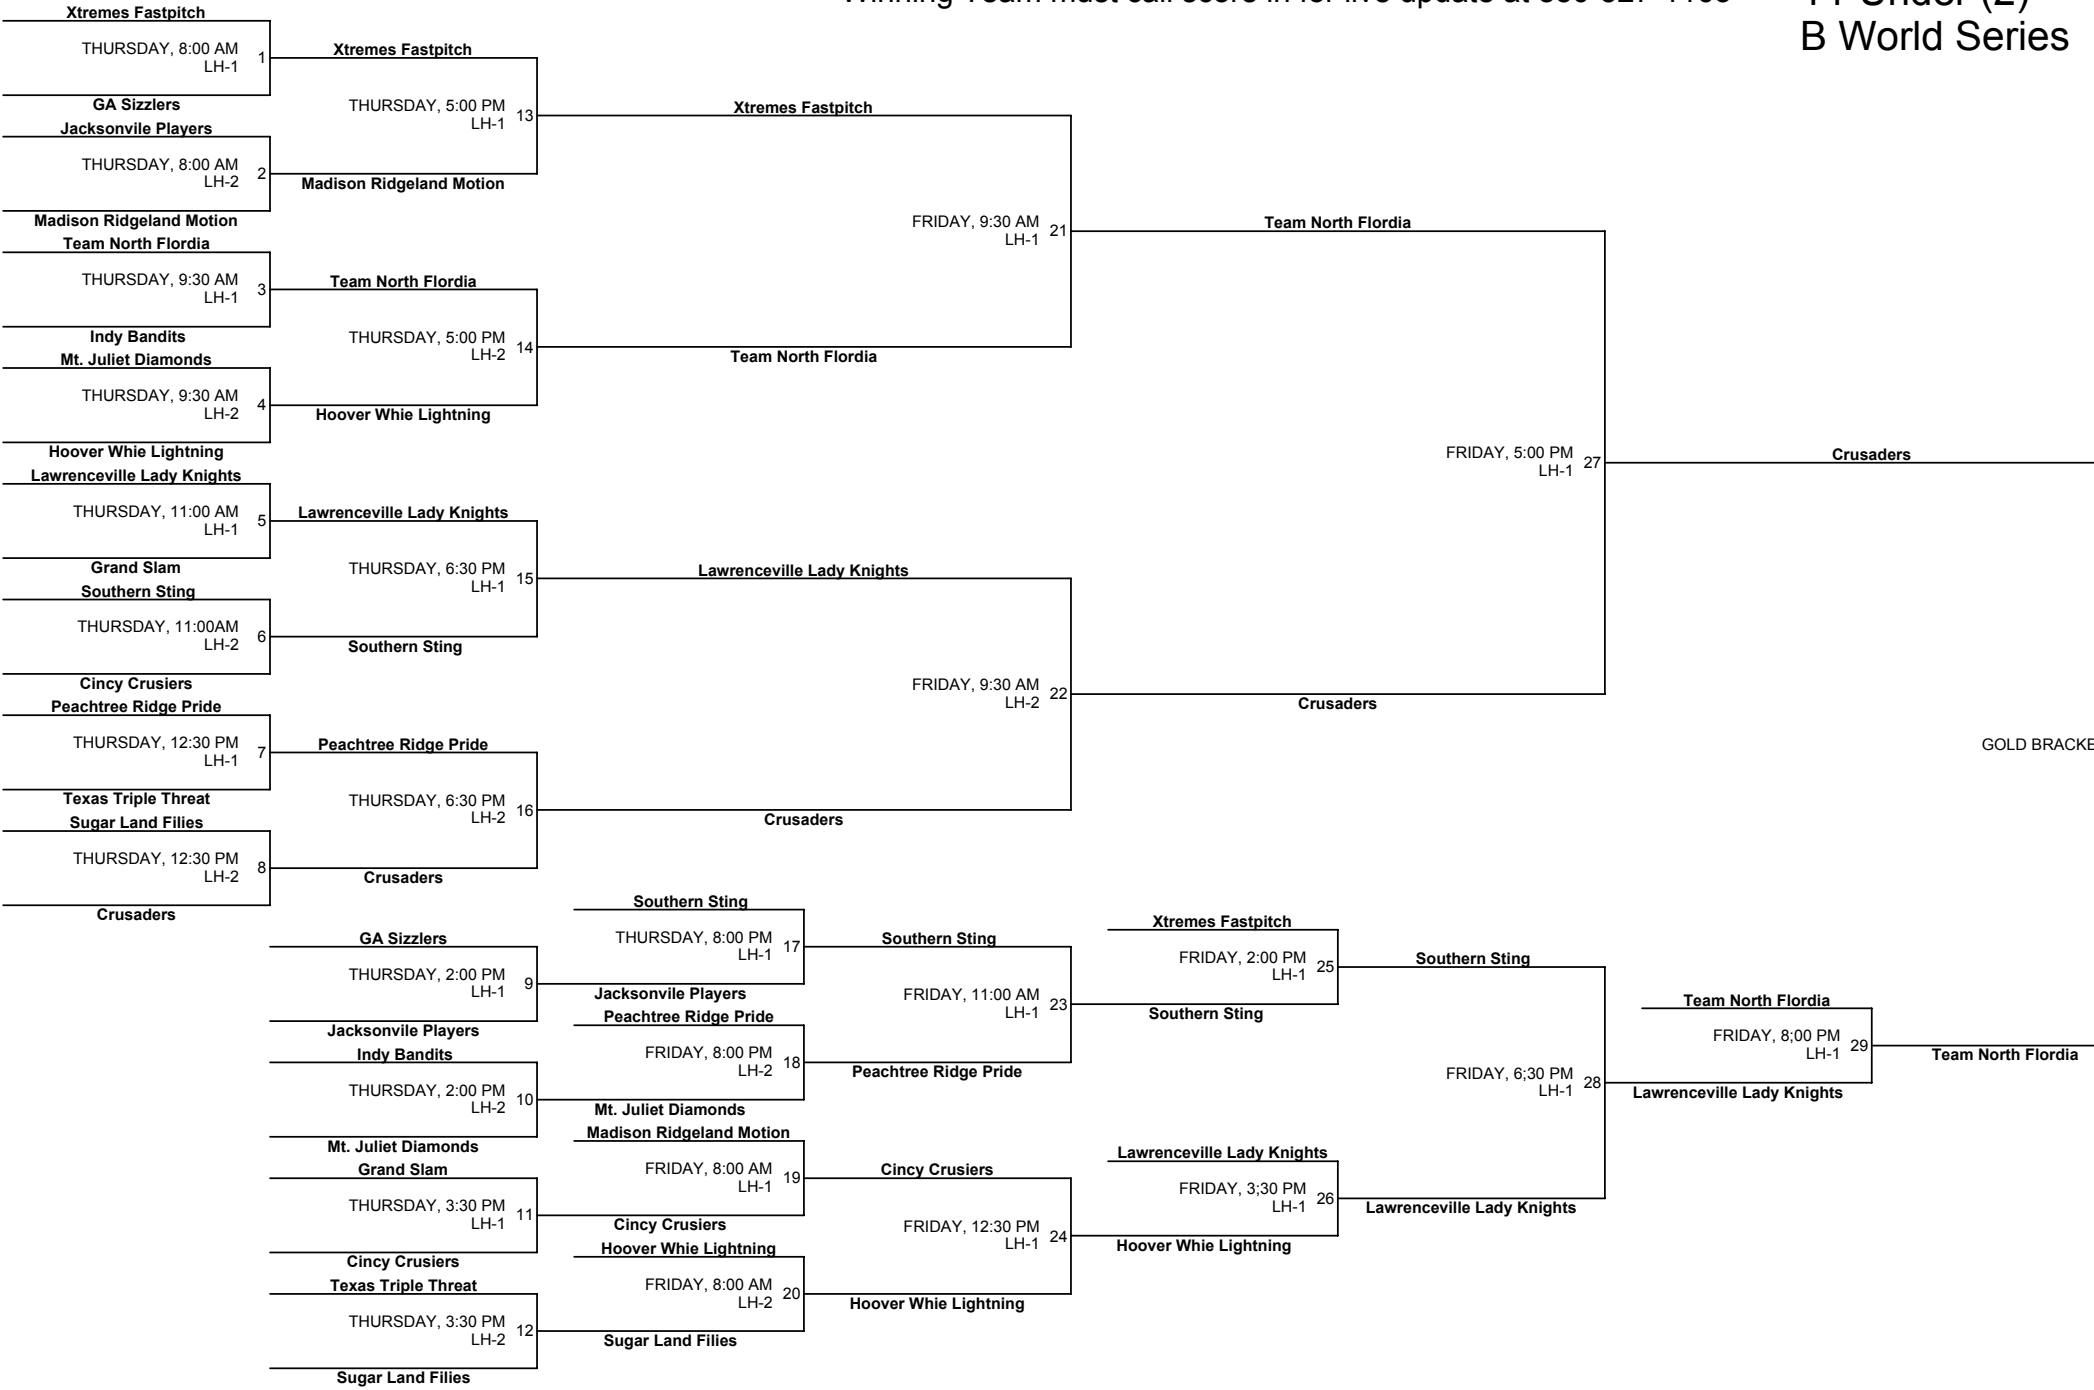 Winning Team must call score in for live update at
B World Series
Xtremes Fastpitch
THURSDAY, 8:00 AM
LH-1
1
GA Sizzlers
Jacksonvile Players
THURSDAY, 8:00 AM
LH-2
2
Madison Ridgeland Motion
Team North Flordia
THURSDAY, 9:30 AM
LH-1
3
Indy Bandits
Mt. Juliet Diamonds
THURSDAY, 9:30 AM
LH-2
4
Hoover Whie Lightning
Lawrenceville Lady Knights
THURSDAY, 11:00 AM
LH-1
5
Grand Slam
Southern Sting
THURSDAY, 11:00AM
LH-2
6
Cincy Crusiers
Peachtree Ridge Pride
THURSDAY, 12:30 PM
LH-1
7
Texas Triple Threat
Sugar Land Filies
THURSDAY, 12:30 PM
LH-2
8
Crusaders
Xtremes Fastpitch
THURSDAY, 5:00 PM
LH-1
13
Madison Ridgeland Motion
Team North Flordia
THURSDAY, 5:00 PM
LH-2
14
Hoover Whie Lightning
Lawrenceville Lady Knights
THURSDAY, 6:30 PM
LH-1
15
Southern Sting
Peachtree Ridge Pride
THURSDAY, 6:30 PM
LH-2
16
Crusaders
Xtremes Fastpitch
FRIDAY, 9:30 AM
LH-1
21
Team North Flordia
Lawrenceville Lady Knights
FRIDAY, 9:30 AM
LH-2
22
Crusaders
Team North Flordia
FRIDAY, 5:00 PM
LH-1
27
Crusaders
Crusaders
GOLD BRACKE
GA Sizzlers
THURSDAY, 2:00 PM
LH-1
9
Jacksonvile Players
Indy Bandits
THURSDAY, 2:00 PM
LH-2
10
Mt. Juliet Diamonds
Grand Slam
THURSDAY, 3:30 PM
LH-1
11
Cincy Crusiers
Texas Triple Threat
THURSDAY, 3:30 PM
LH-2
12
Sugar Land Filies
Southern Sting
THURSDAY, 8:00 PM
LH-1
17
Jacksonvile Players
Peachtree Ridge Pride
FRIDAY, 8:00 PM
LH-2
18
Mt. Juliet Diamonds
Madison Ridgeland Motion
FRIDAY, 8:00 AM
LH-1
19
Cincy Crusiers
Hoover Whie Lightning
FRIDAY, 8:00 AM
LH-2
20
Sugar Land Filies
Southern Sting
FRIDAY, 11:00 AM
LH-1
23
Peachtree Ridge Pride
Cincy Crusiers
FRIDAY, 12:30 PM
LH-1
24
Hoover Whie Lightning
Xtremes Fastpitch
FRIDAY, 2:00 PM
LH-1
25
Southern Sting
Lawrenceville Lady Knights
FRIDAY, 3;30 PM
LH-1
26
Hoover Whie Lightning
Southern Sting
FRIDAY, 6;30 PM
LH-1
28
Lawrenceville Lady Knights
Team North Flordia
FRIDAY, 8;00 PM
LH-1
29
Lawrenceville Lady Knights
Team North Flordia